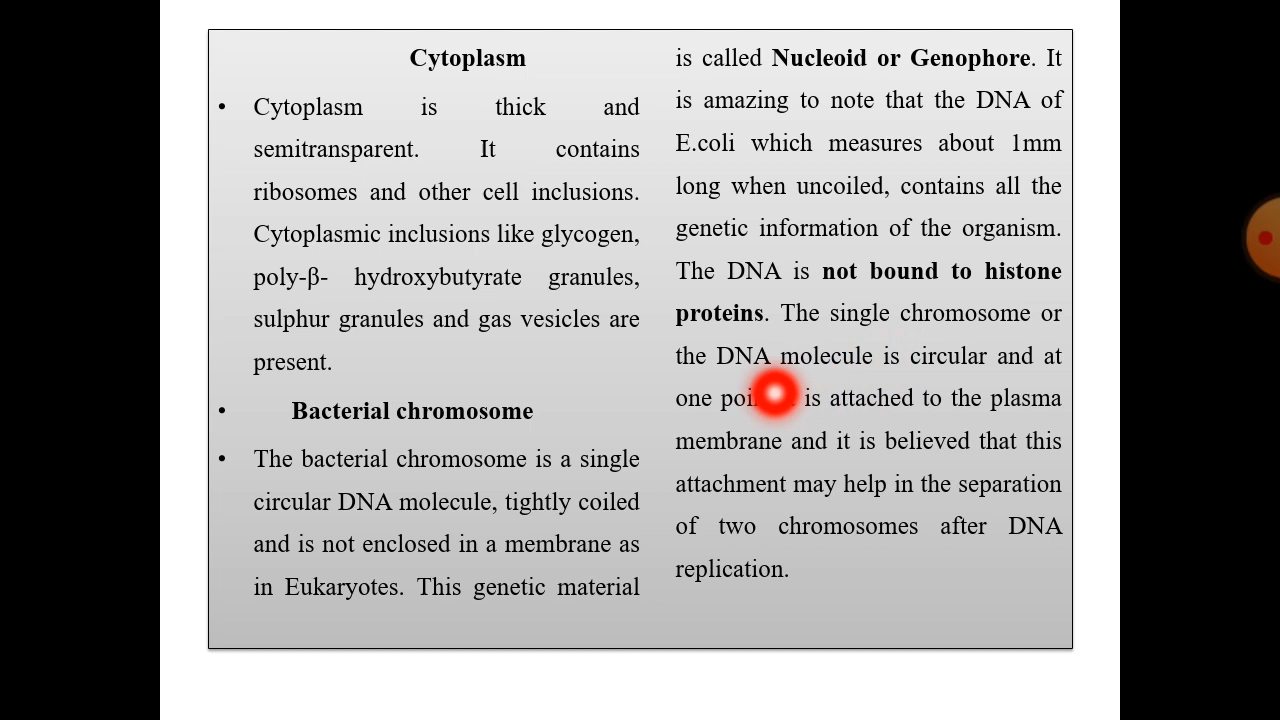 Cytoplasm
• Cytoplasm is thick and
semitransparent. It contains
ribosomes and other cell inclusions.
Cytoplasmic inclusions like glycogen,
poly-β- hydroxybutyrate granules,
sulphur granules and gas vesicles are
present.
• Bacterial chromosome
• The bacterial chromosome is a single
circular DNA molecule, tightly coiled
and is not enclosed in a membrane as
in Eukaryotes. This genetic material
is called Nucleoid or Genophore. It
is amazing to note that the DNA of
E.coli which measures about 1mm
long when uncoiled, contains all the
genetic information of the organism.
The DNA is not bound to histone
proteins. The single chromosome or
the DNA molecule is circular and at
one is attached to the plasma
membrane and it is believed that this
attachment may help in the separation
of two chromosomes after DNA
replication.